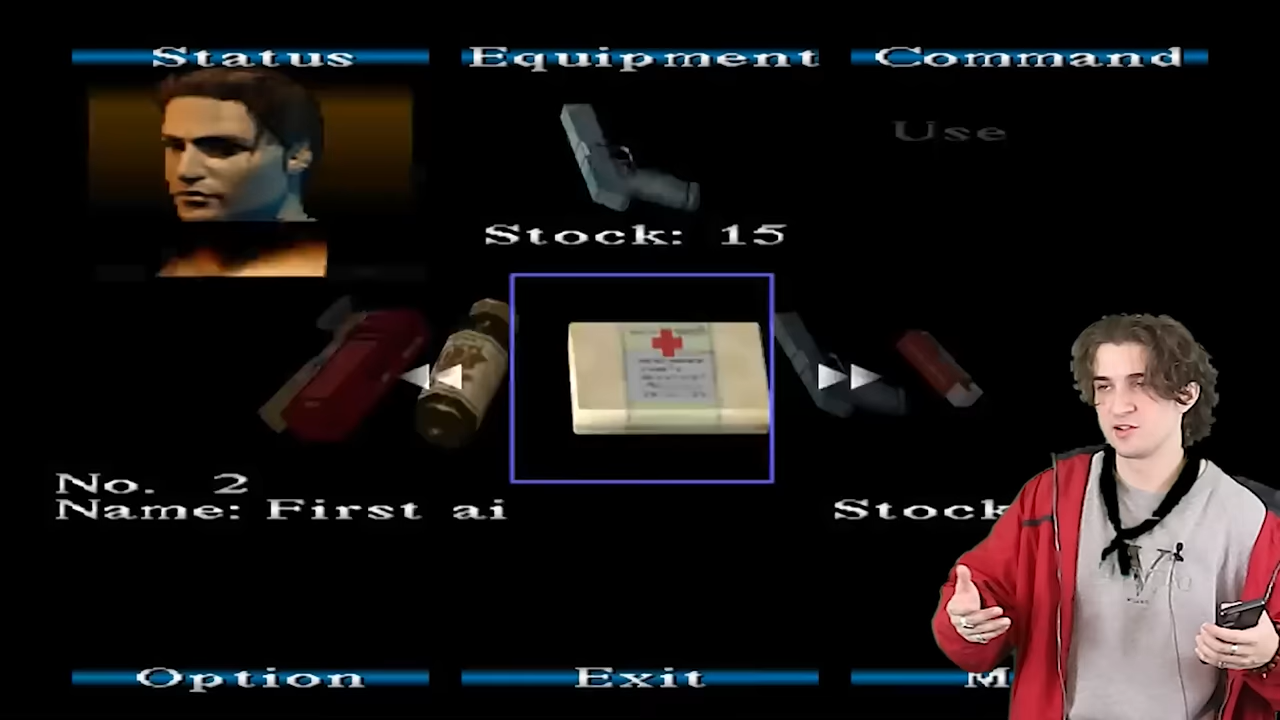 Status Equipment Command
Use
Stock: 15
No. 2
Name: First ai
Stock
Option Exit M